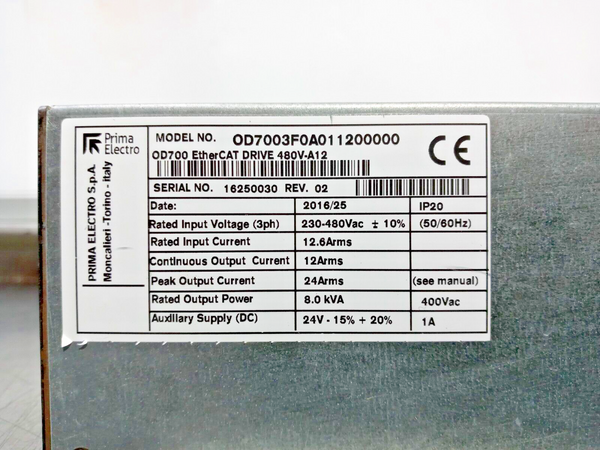 Prima
Electro
PRIMA ELECTRO S.p.A.
Moncalieri -Torino - italy
MODEL NO. OD7003F0A011200000
OD700 EtherCAT DRIVE 480V-A12
CE
SERIAL NO. 16250030 REV. 02
Date: 2016/25 IP20
Rated Input Voltage (3ph) 230-480Vac ± 10% (50/60Hz)
Rated Input Current 12.6Arms
Continuous Output Current 12Arms
Peak Output Current 24Arms (see manual)
Rated Output Power 8.0 kVA 400Vac
Auxiliary Supply (DC) 24V - 15% + 20% 1A